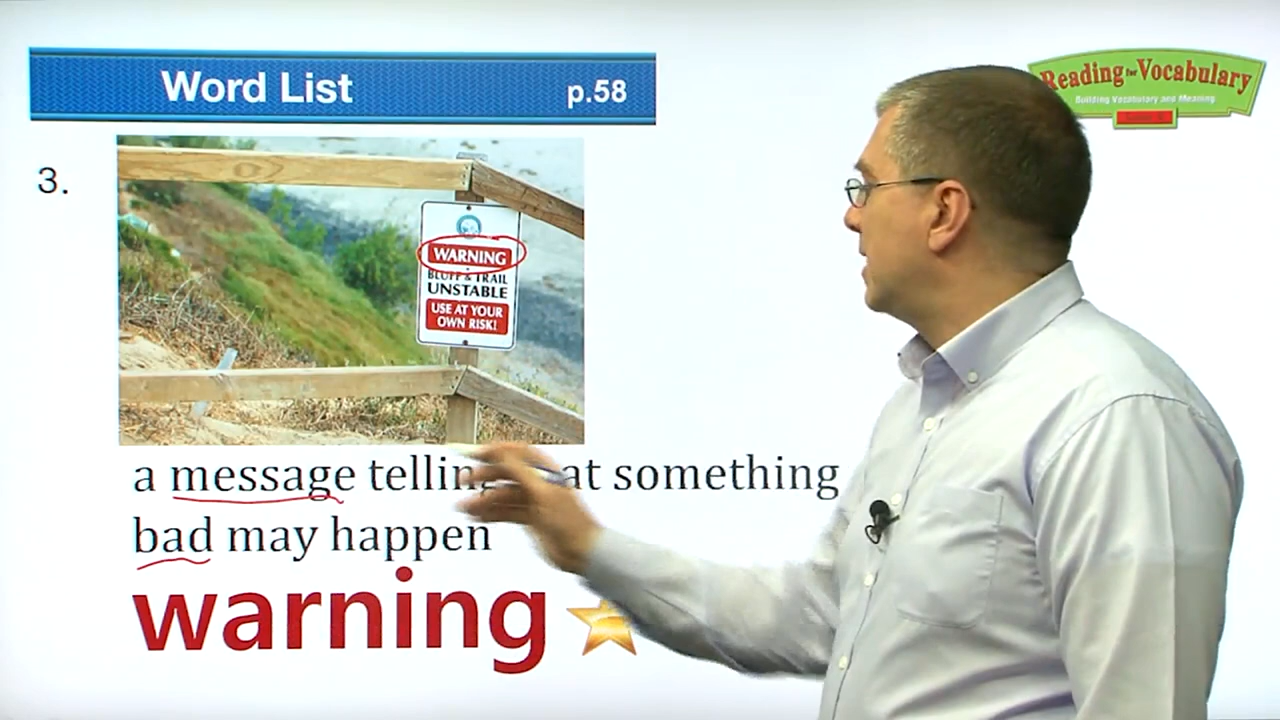 Word List
p.58
Reading for Vocabulary
Building Vocabulary and Meaning
3.
WARNING
BLUFF & TRAIL
UNSTABLE
USE AT YOUR
OWN RISK!
a message telling at something
bad may happen
warning